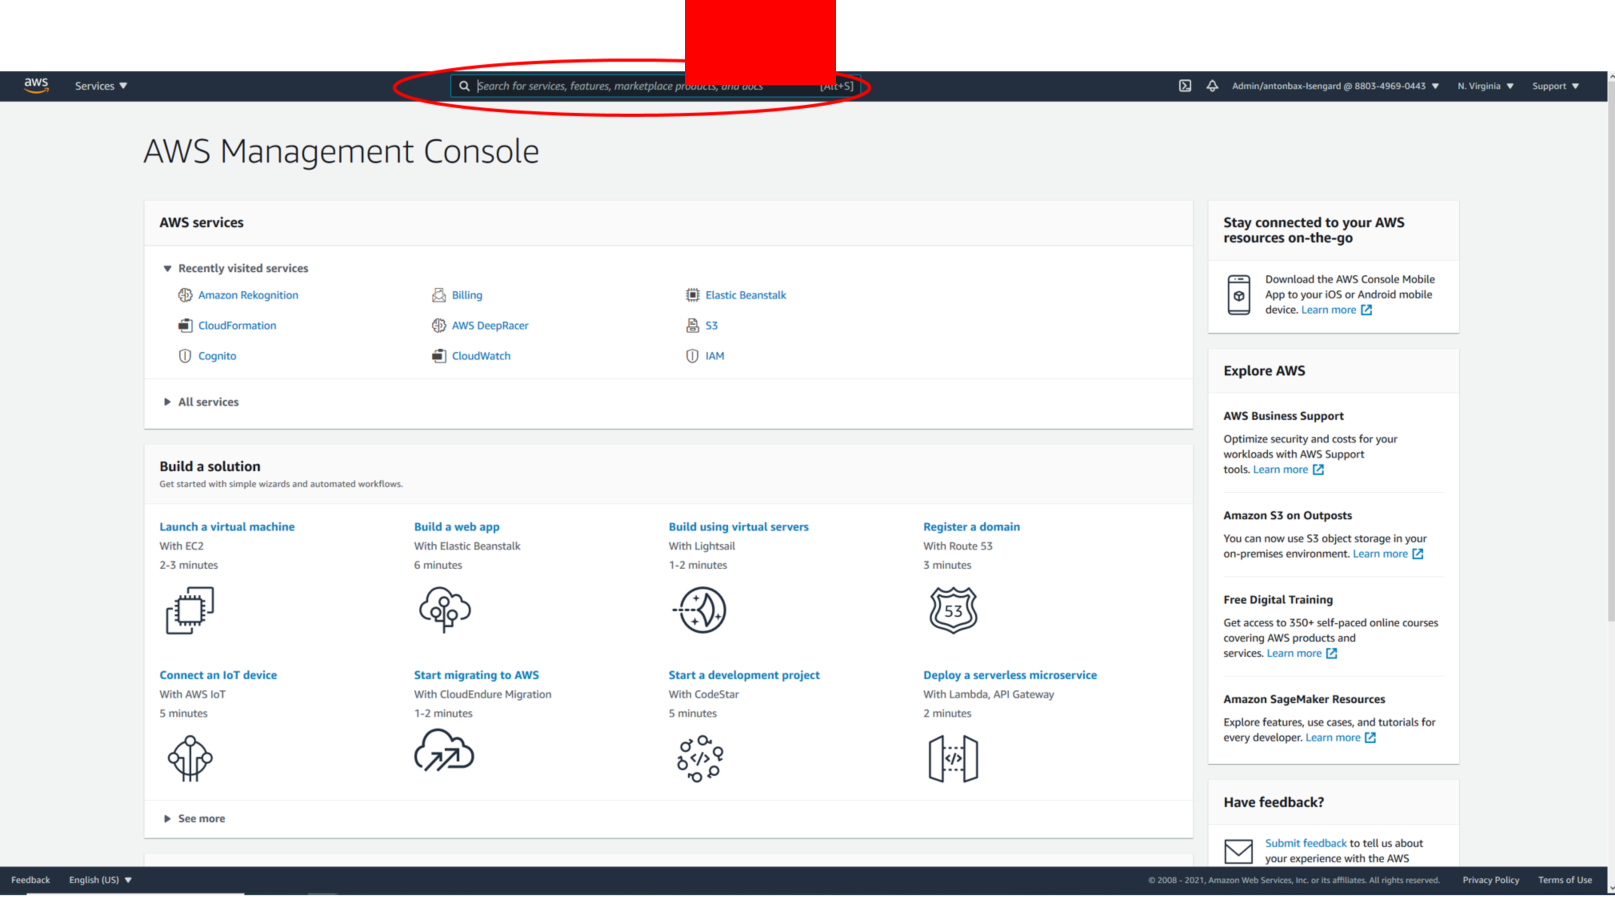 aws Services Search for services, features, marketplace products, and docs [Alt+S] Admin/antonbax-Isengard @ 8803-4969-0443 N. Virginia Support
AWS Management Console
AWS services
Recently visited services
Amazon Rekognition Billing Elastic Beanstalk
CloudFormation AWS DeepRacer S3
Cognito CloudWatch IAM
All services
Build a solution
Get started with simple wizards and automated workflows.
Launch a virtual machine
With EC2
2-3 minutes
Build a web app
With Elastic Beanstalk
6 minutes
Build using virtual servers
With Lightsail
1-2 minutes
Register a domain
With Route 53
3 minutes
53
Connect an IoT device
With AWS IoT
5 minutes
Start migrating to AWS
With CloudEndure Migration
1-2 minutes
Start a development project
With CodeStar
5 minutes
</>
Deploy a serverless microservice
With Lambda, API Gateway
2 minutes
</>
See more
Stay connected to your AWS
resources on-the-go
Download the AWS Console Mobile
App to your iOS or Android mobile
device. Learn more
Explore AWS
AWS Business Support
Optimize security and costs for your
workloads with AWS Support
tools. Learn more
Amazon S3 on Outposts
You can now use S3 object storage in your
on-premises environment. Learn more
Free Digital Training
Get access to 350+ self-paced online courses
covering AWS products and
services. Learn more
Amazon SageMaker Resources
Explore features, use cases, and tutorials for
every developer. Learn more
Have feedback?
Submit feedback to tell us about
your experience with the AWS
Feedback English (US) © 2008 - 2021, Amazon Web Services, Inc. or its affiliates. All rights reserved. Privacy Policy Terms of Use